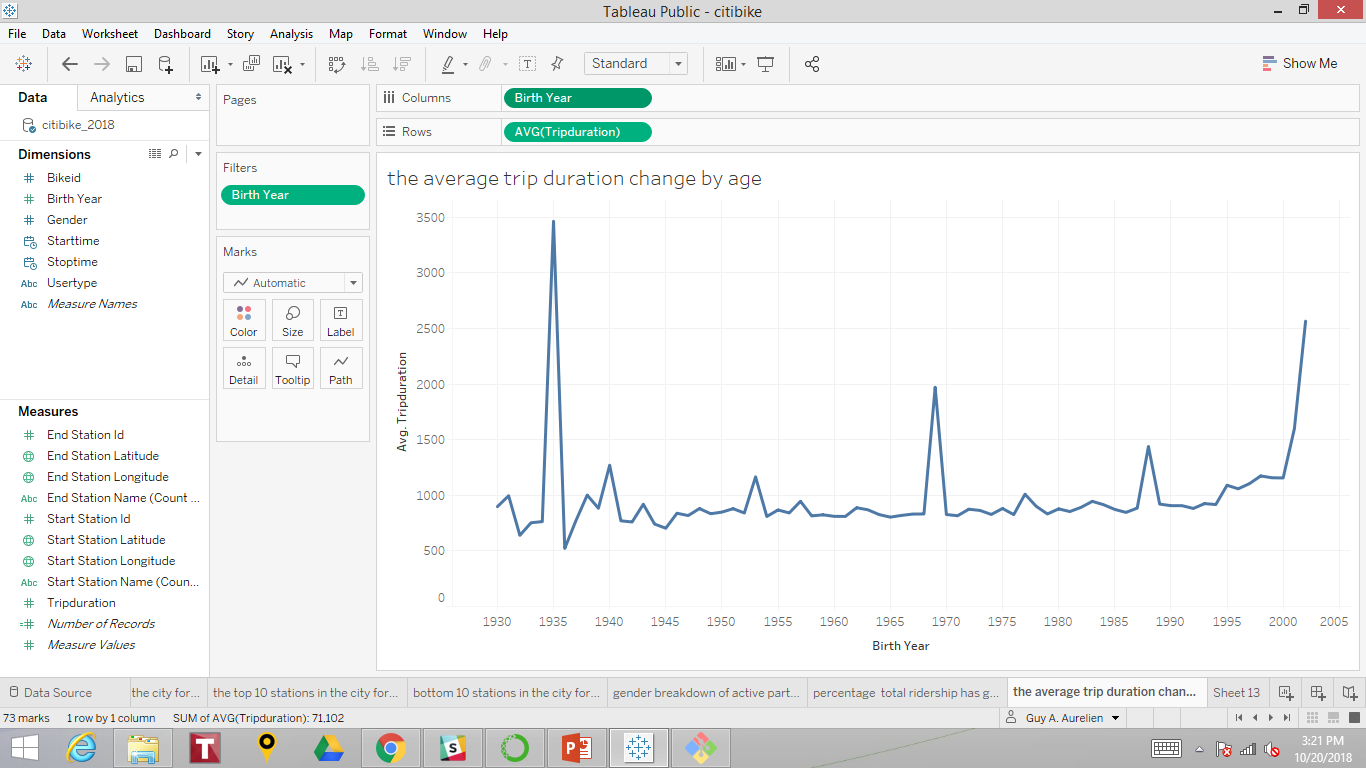 Tableau Public - citibike
File Data Worksheet Dashboard Story Analysis Map Format Window Help
Standard
Show Me
Data Analytics
citibike_2018
Dimensions
Bikeid
Birth Year
Gender
Starttime
Stoptime
Abc Usertype
Abc Measure Names
Measures
End Station Id
End Station Latitude
End Station Longitude
Abc End Station Name (Count ...
Start Station Id
Start Station Latitude
Start Station Longitude
Abc Start Station Name (Coun...
Tripduration
Number of Records
Measure Values
Pages
Filters
Birth Year
Marks
Automatic
Color Size Label
Detail Tooltip Path
Columns Birth Year
Rows AVG(Tripduration)
the average trip duration change by age
3500
3000
2500
2000
1500
1000
500
0
Avg. Tripduration
1930 1935 1940 1945 1950 1955 1960 1965 1970 1975 1980 1985 1990 1995 2000 2005
Birth Year
Data Source the city for... the top 10 stations in the city for... bottom 10 stations in the city for... gender breakdown of active part... percentage total ridership has g... the average trip duration chan... Sheet 13
73 marks 1 row by 1 column SUM of AVG(Tripduration): 71,102 Guy A. Aurelien
3:21 PM
10/20/2018